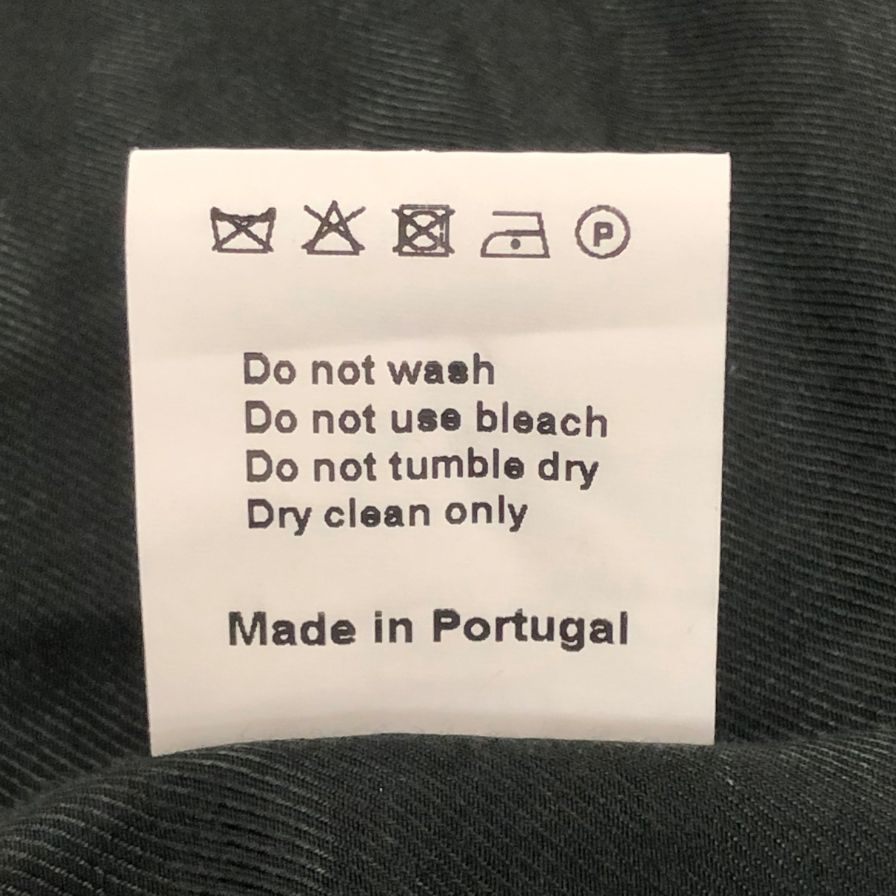 P
Do not wash
Do not use bleach
Do not tumble dry
Dry clean only
Made in Portugal